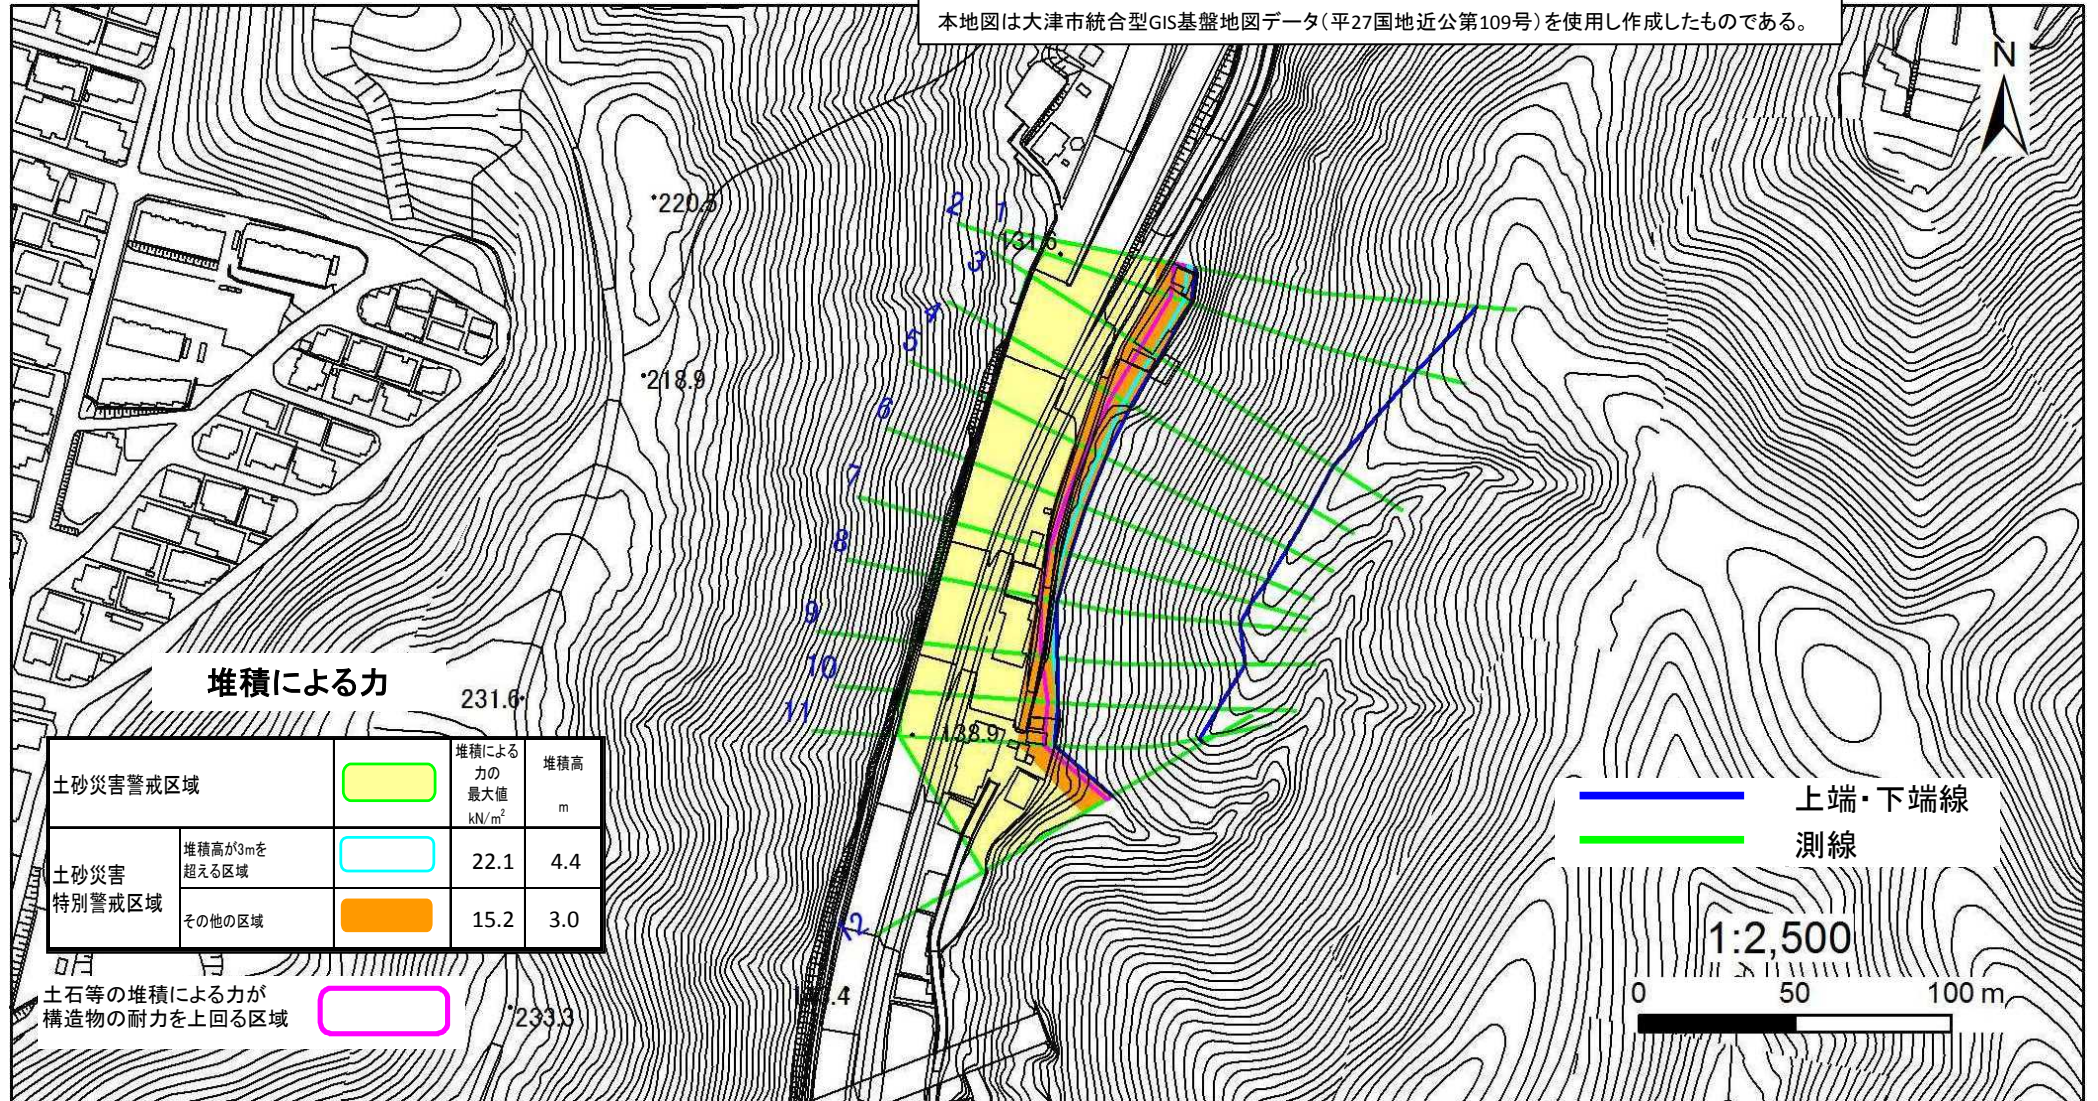 本地図は大津市統合型GIS基盤地図データ(平27国地近公第109号)を使用し作成したものである。
N
220.5
2
1
131.6
3
4
5
218.9
6
7
8
9
10
11
231.6
138.9
12
233.3
堆積による力
土砂災害警戒区域
堆積による
力の
最大値
kN/m²
堆積高
m
土砂災害
特別警戒区域
堆積高が3mを
超える区域
22.1
4.4
その他の区域
15.2
3.0
土石等の堆積による力が
構造物の耐力を上回る区域
上端・下端線
測線
1:2,500
0 50 100 m